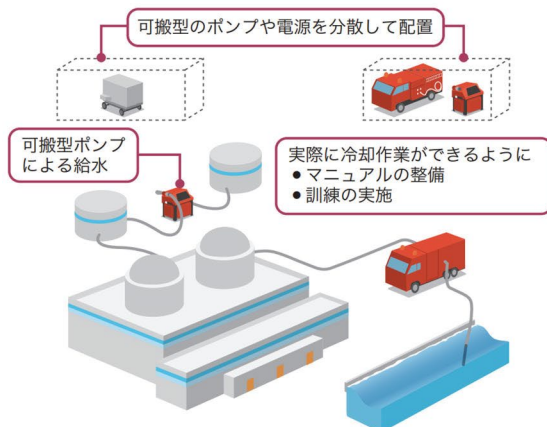 可搬型のポンプや電源を分散して配置
可搬型ポンプ
による給水
実際に冷却作業ができるように
● マニュアルの整備
● 訓練の実施